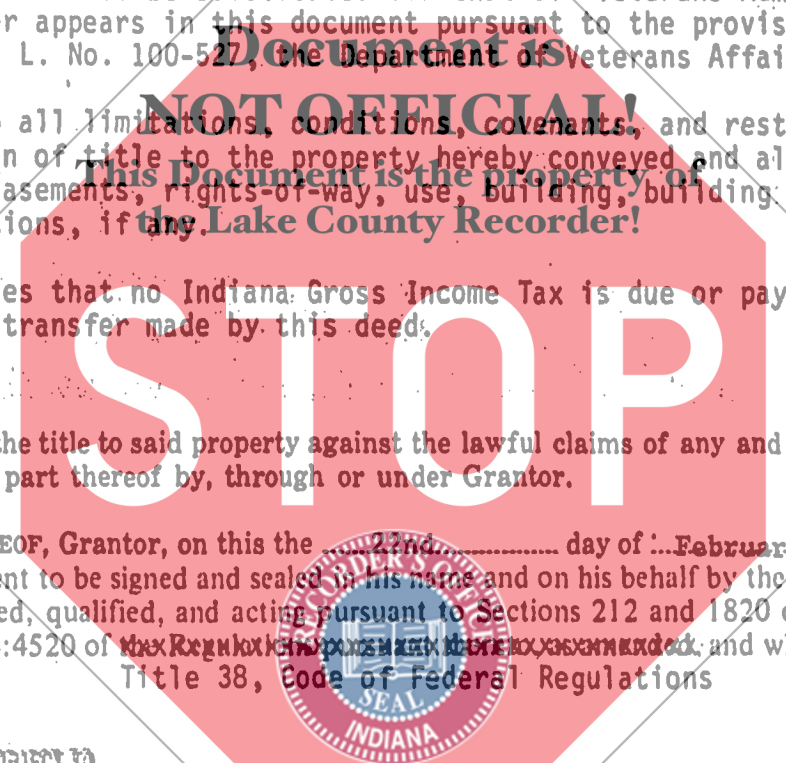 er appears in this document pursuant to the provis
Document is
L. No. 100-527, the Department of Veterans Affai
NOT OFFICIAL!
all limitations, conditions, covenants, and rest
n of title to the property hereby conveyed and al
This Document is the property of
asements, rights-of-way, use, building, building
the Lake County Recorder!
ions, if any.
es that no Indiana Gross Income Tax is due or pay
transfer made by this deed.
STOP
the title to said property against the lawful claims of any and
part thereof by, through or under Grantor.
EOF, Grantor, on this the 22nd day of Februar
nt to be signed and sealed in his name and on his behalf by the
ed, qualified, and acting pursuant to Sections 212 and 1820
:4520 of and w
Title 38, Code of Federal Regulations
RECORDER'S OFFICE
SEAL
INDIANA